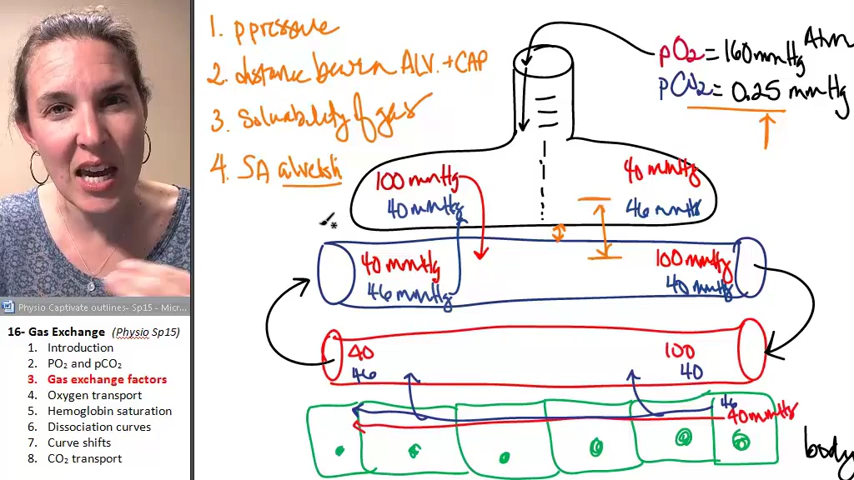 1. ppressure
2. distance betwn ALV. + CAP
3. Solubility of gas
4. SA alveoli
pO2 = 160 mmHg Atm
pCO2 = 0.25 mmHg
100 mmHg
40 mmHg
40 mmHg
46 mmHg
40 mmHg
46 mmHg
100 mmHg
40 mmHg
40
46
100
40
46
40 mmHg
body
Physio Captivate outlines- Sp15 - Micr...
16- Gas Exchange (Physio Sp15)
1. Introduction
2. PO2 and pCO2
3. Gas exchange factors
4. Oxygen transport
5. Hemoglobin saturation
6. Dissociation curves
7. Curve shifts
8. CO2 transport